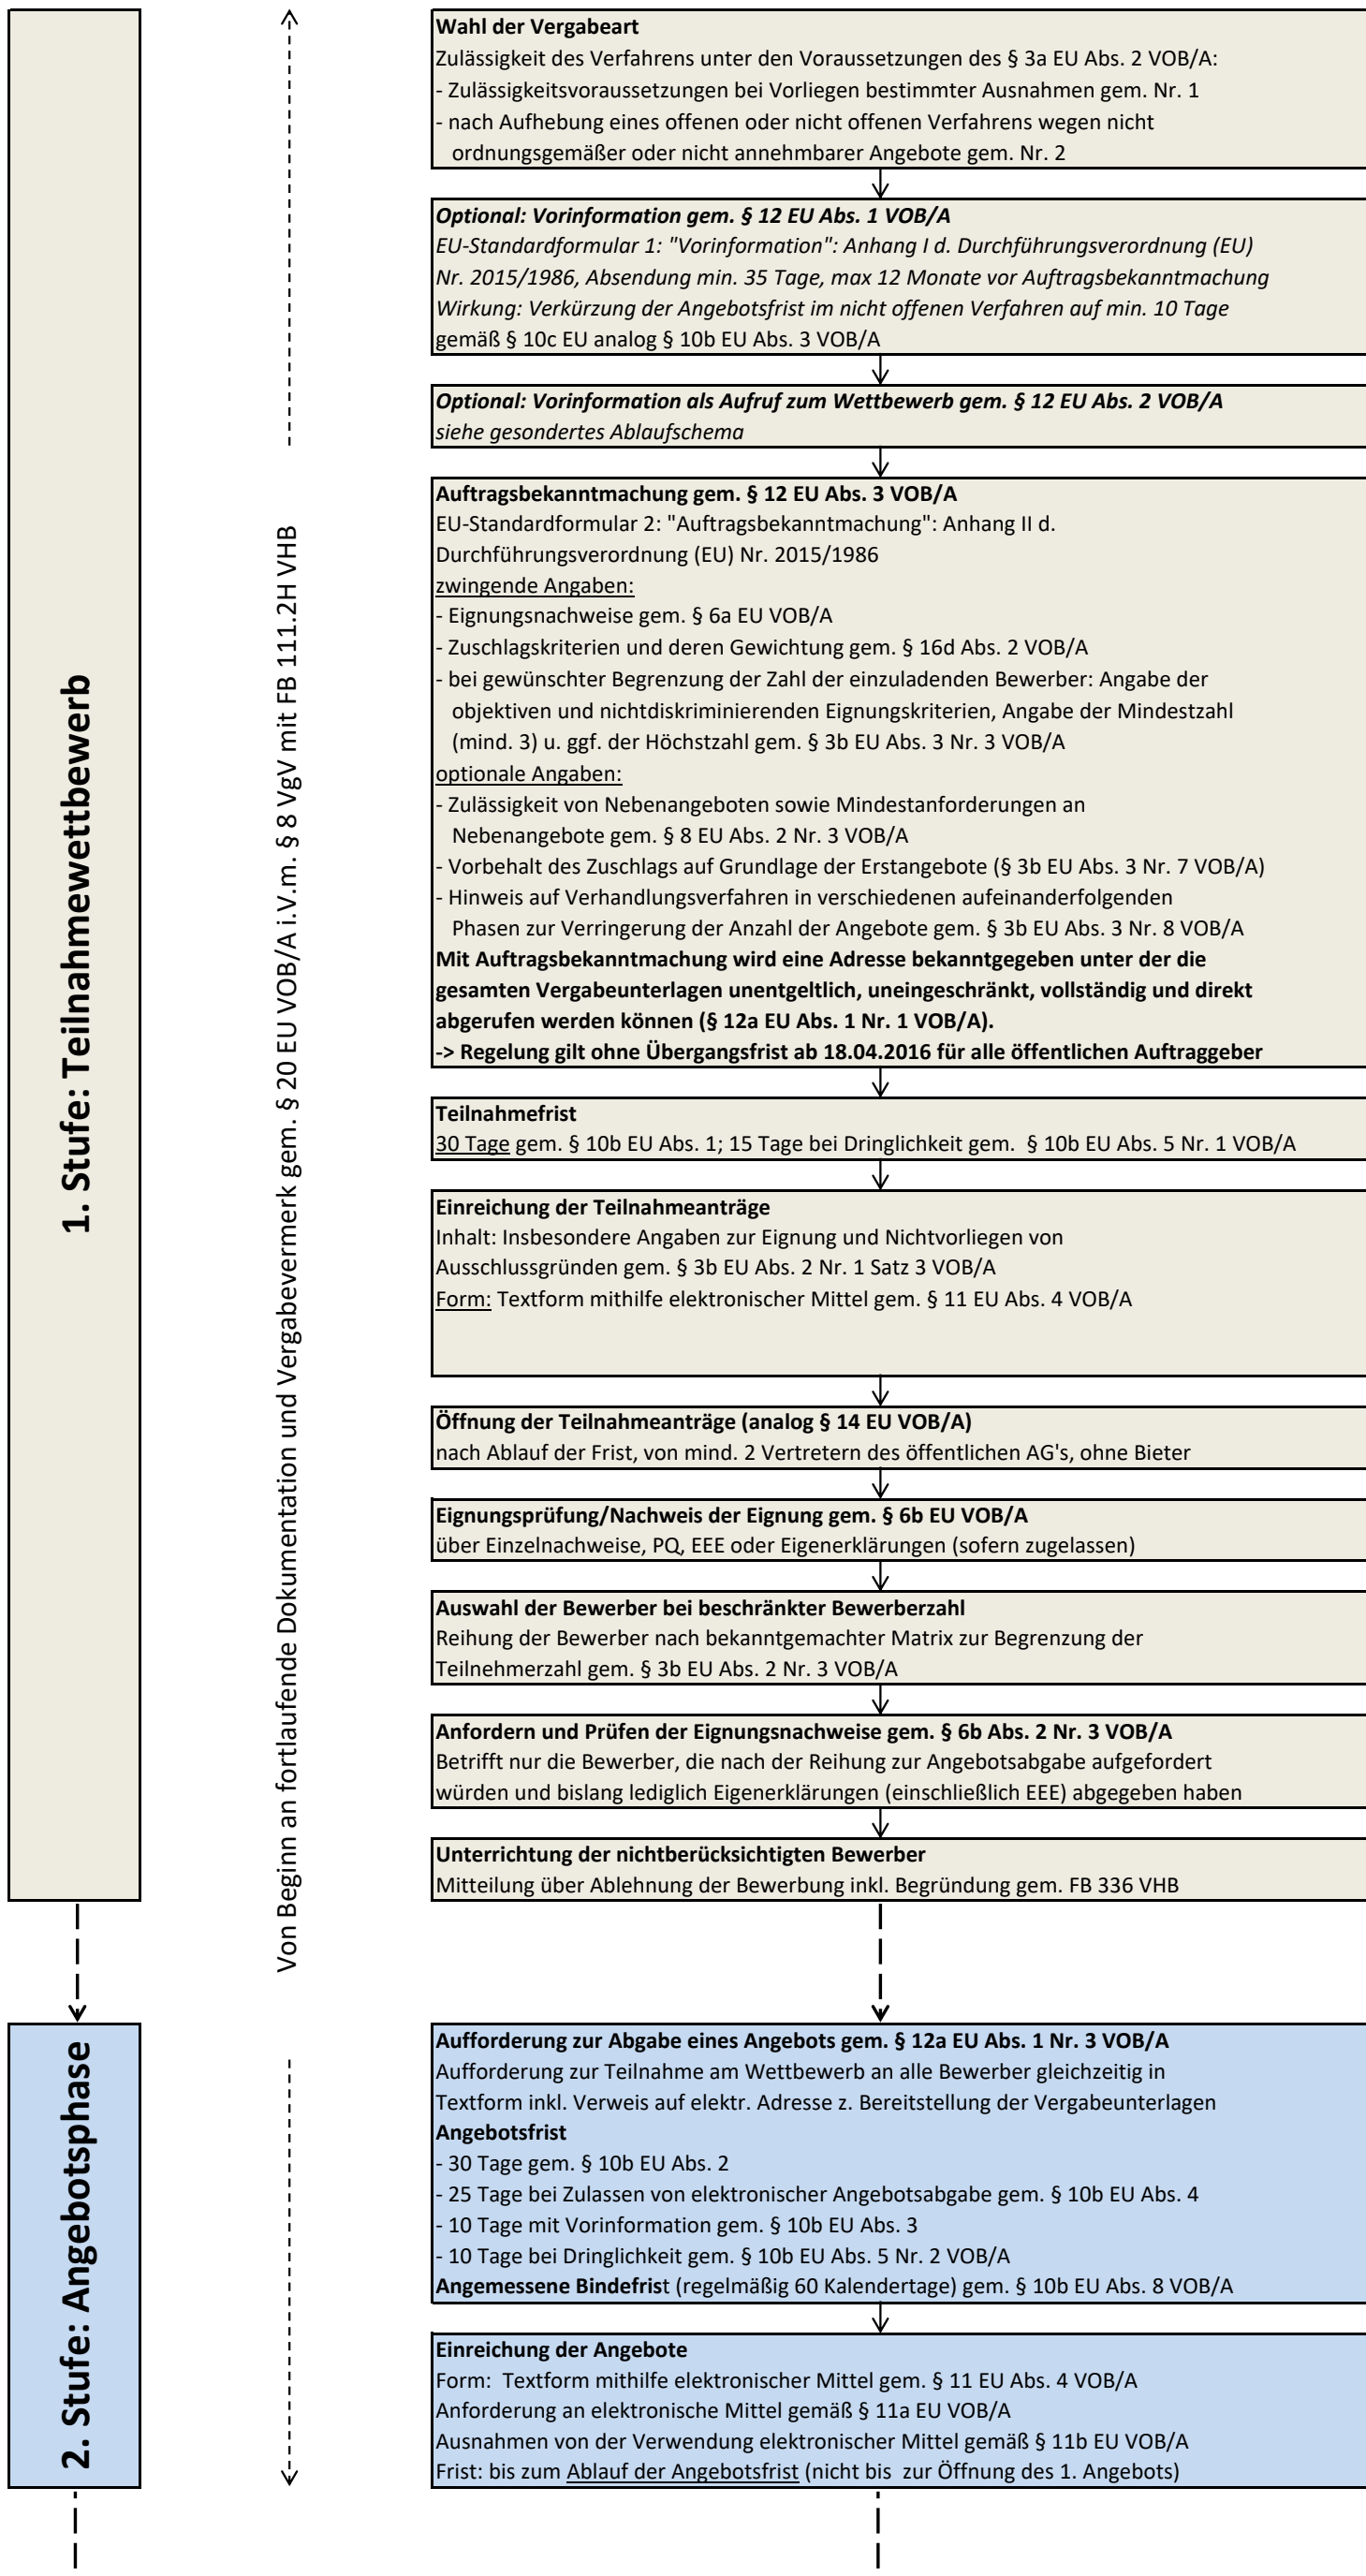 1. Stufe: Teilnahmewettbewerb
Von Beginn an fortlaufende Dokumentation und Vergabevermerk gem. § 20 EU VOB/A i.V.m. § 8 VgV mit FB 111.2H VHB
Wahl der Vergabeart
Zulässigkeit des Verfahrens unter den Voraussetzungen des § 3a EU Abs. 2 VOB/A:
- Zulässigkeitsvoraussetzungen bei Vorliegen bestimmter Ausnahmen gem. Nr. 1
- nach Aufhebung eines offenen oder nicht offenen Verfahrens wegen nicht
ordnungsgemäßer oder nicht annehmbarer Angebote gem. Nr. 2
Optional: Vorinformation gem. § 12 EU Abs. 1 VOB/A
EU-Standardformular 1: "Vorinformation": Anhang I d. Durchführungsverordnung (EU)
Nr. 2015/1986, Absendung min. 35 Tage, max 12 Monate vor Auftragsbekanntmachung
Wirkung: Verkürzung der Angebotsfrist im nicht offenen Verfahren auf min. 10 Tage
gemäß § 10c EU analog § 10b EU Abs. 3 VOB/A
Optional: Vorinformation als Aufruf zum Wettbewerb gem. § 12 EU Abs. 2 VOB/A
siehe gesondertes Ablaufschema
Auftragsbekanntmachung gem. § 12 EU Abs. 3 VOB/A
EU-Standardformular 2: "Auftragsbekanntmachung": Anhang II d.
Durchführungsverordnung (EU) Nr. 2015/1986
zwingende Angaben:
- Eignungsnachweise gem. § 6a EU VOB/A
- Zuschlagskriterien und deren Gewichtung gem. § 16d Abs. 2 VOB/A
- bei gewünschter Begrenzung der Zahl der einzuladenden Bewerber: Angabe der
objektiven und nichtdiskriminierenden Eignungskriterien, Angabe der Mindestzahl
(mind. 3) u. ggf. der Höchstzahl gem. § 3b EU Abs. 3 Nr. 3 VOB/A
optionale Angaben:
- Zulässigkeit von Nebenangeboten sowie Mindestanforderungen an
Nebenangebote gem. § 8 EU Abs. 2 Nr. 3 VOB/A
- Vorbehalt des Zuschlags auf Grundlage der Erstangebote (§ 3b EU Abs. 3 Nr. 7 VOB/A)
- Hinweis auf Verhandlungsverfahren in verschiedenen aufeinanderfolgenden
Phasen zur Verringerung der Anzahl der Angebote gem. § 3b EU Abs. 3 Nr. 8 VOB/A
Mit Auftragsbekanntmachung wird eine Adresse bekanntgegeben unter der die
gesamten Vergabeunterlagen unentgeltlich, uneingeschränkt, vollständig und direkt
abgerufen werden können (§ 12a EU Abs. 1 Nr. 1 VOB/A).
-> Regelung gilt ohne Übergangsfrist ab 18.04.2016 für alle öffentlichen Auftraggeber
Teilnahmefrist
30 Tage gem. § 10b EU Abs. 1; 15 Tage bei Dringlichkeit gem. § 10b EU Abs. 5 Nr. 1 VOB/A
Einreichung der Teilnahmeanträge
Inhalt: Insbesondere Angaben zur Eignung und Nichtvorliegen von
Ausschlussgründen gem. § 3b EU Abs. 2 Nr. 1 Satz 3 VOB/A
Form: Textform mithilfe elektronischer Mittel gem. § 11 EU Abs. 4 VOB/A
Öffnung der Teilnahmeanträge (analog § 14 EU VOB/A)
nach Ablauf der Frist, von mind. 2 Vertretern des öffentlichen AG's, ohne Bieter
Eignungsprüfung/Nachweis der Eignung gem. § 6b EU VOB/A
über Einzelnachweise, PQ, EEE oder Eigenerklärungen (sofern zugelassen)
Auswahl der Bewerber bei beschränkter Bewerberzahl
Reihung der Bewerber nach bekanntgemachter Matrix zur Begrenzung der
Teilnehmerzahl gem. § 3b EU Abs. 2 Nr. 3 VOB/A
Anfordern und Prüfen der Eignungsnachweise gem. § 6b Abs. 2 Nr. 3 VOB/A
Betrifft nur die Bewerber, die nach der Reihung zur Angebotsabgabe aufgefordert
würden und bislang lediglich Eigenerklärungen (einschließlich EEE) abgegeben haben
Unterrichtung der nichtberücksichtigten Bewerber
Mitteilung über Ablehnung der Bewerbung inkl. Begründung gem. FB 336 VHB
2. Stufe: Angebotsphase
Aufforderung zur Abgabe eines Angebots gem. § 12a EU Abs. 1 Nr. 3 VOB/A
Aufforderung zur Teilnahme am Wettbewerb an alle Bewerber gleichzeitig in
Textform inkl. Verweis auf elektr. Adresse z. Bereitstellung der Vergabeunterlagen
Angebotsfrist
- 30 Tage gem. § 10b EU Abs. 2
- 25 Tage bei Zulassen von elektronischer Angebotsabgabe gem. § 10b EU Abs. 4
- 10 Tage mit Vorinformation gem. § 10b EU Abs. 3
- 10 Tage bei Dringlichkeit gem. § 10b EU Abs. 5 Nr. 2 VOB/A
Angemessene Bindefrist (regelmäßig 60 Kalendertage) gem. § 10b EU Abs. 8 VOB/A
Einreichung der Angebote
Form: Textform mithilfe elektronischer Mittel gem. § 11 EU Abs. 4 VOB/A
Anforderung an elektronische Mittel gemäß § 11a EU VOB/A
Ausnahmen von der Verwendung elektronischer Mittel gemäß § 11b EU VOB/A
Frist: bis zum Ablauf der Angebotsfrist (nicht bis zur Öffnung des 1. Angebots)